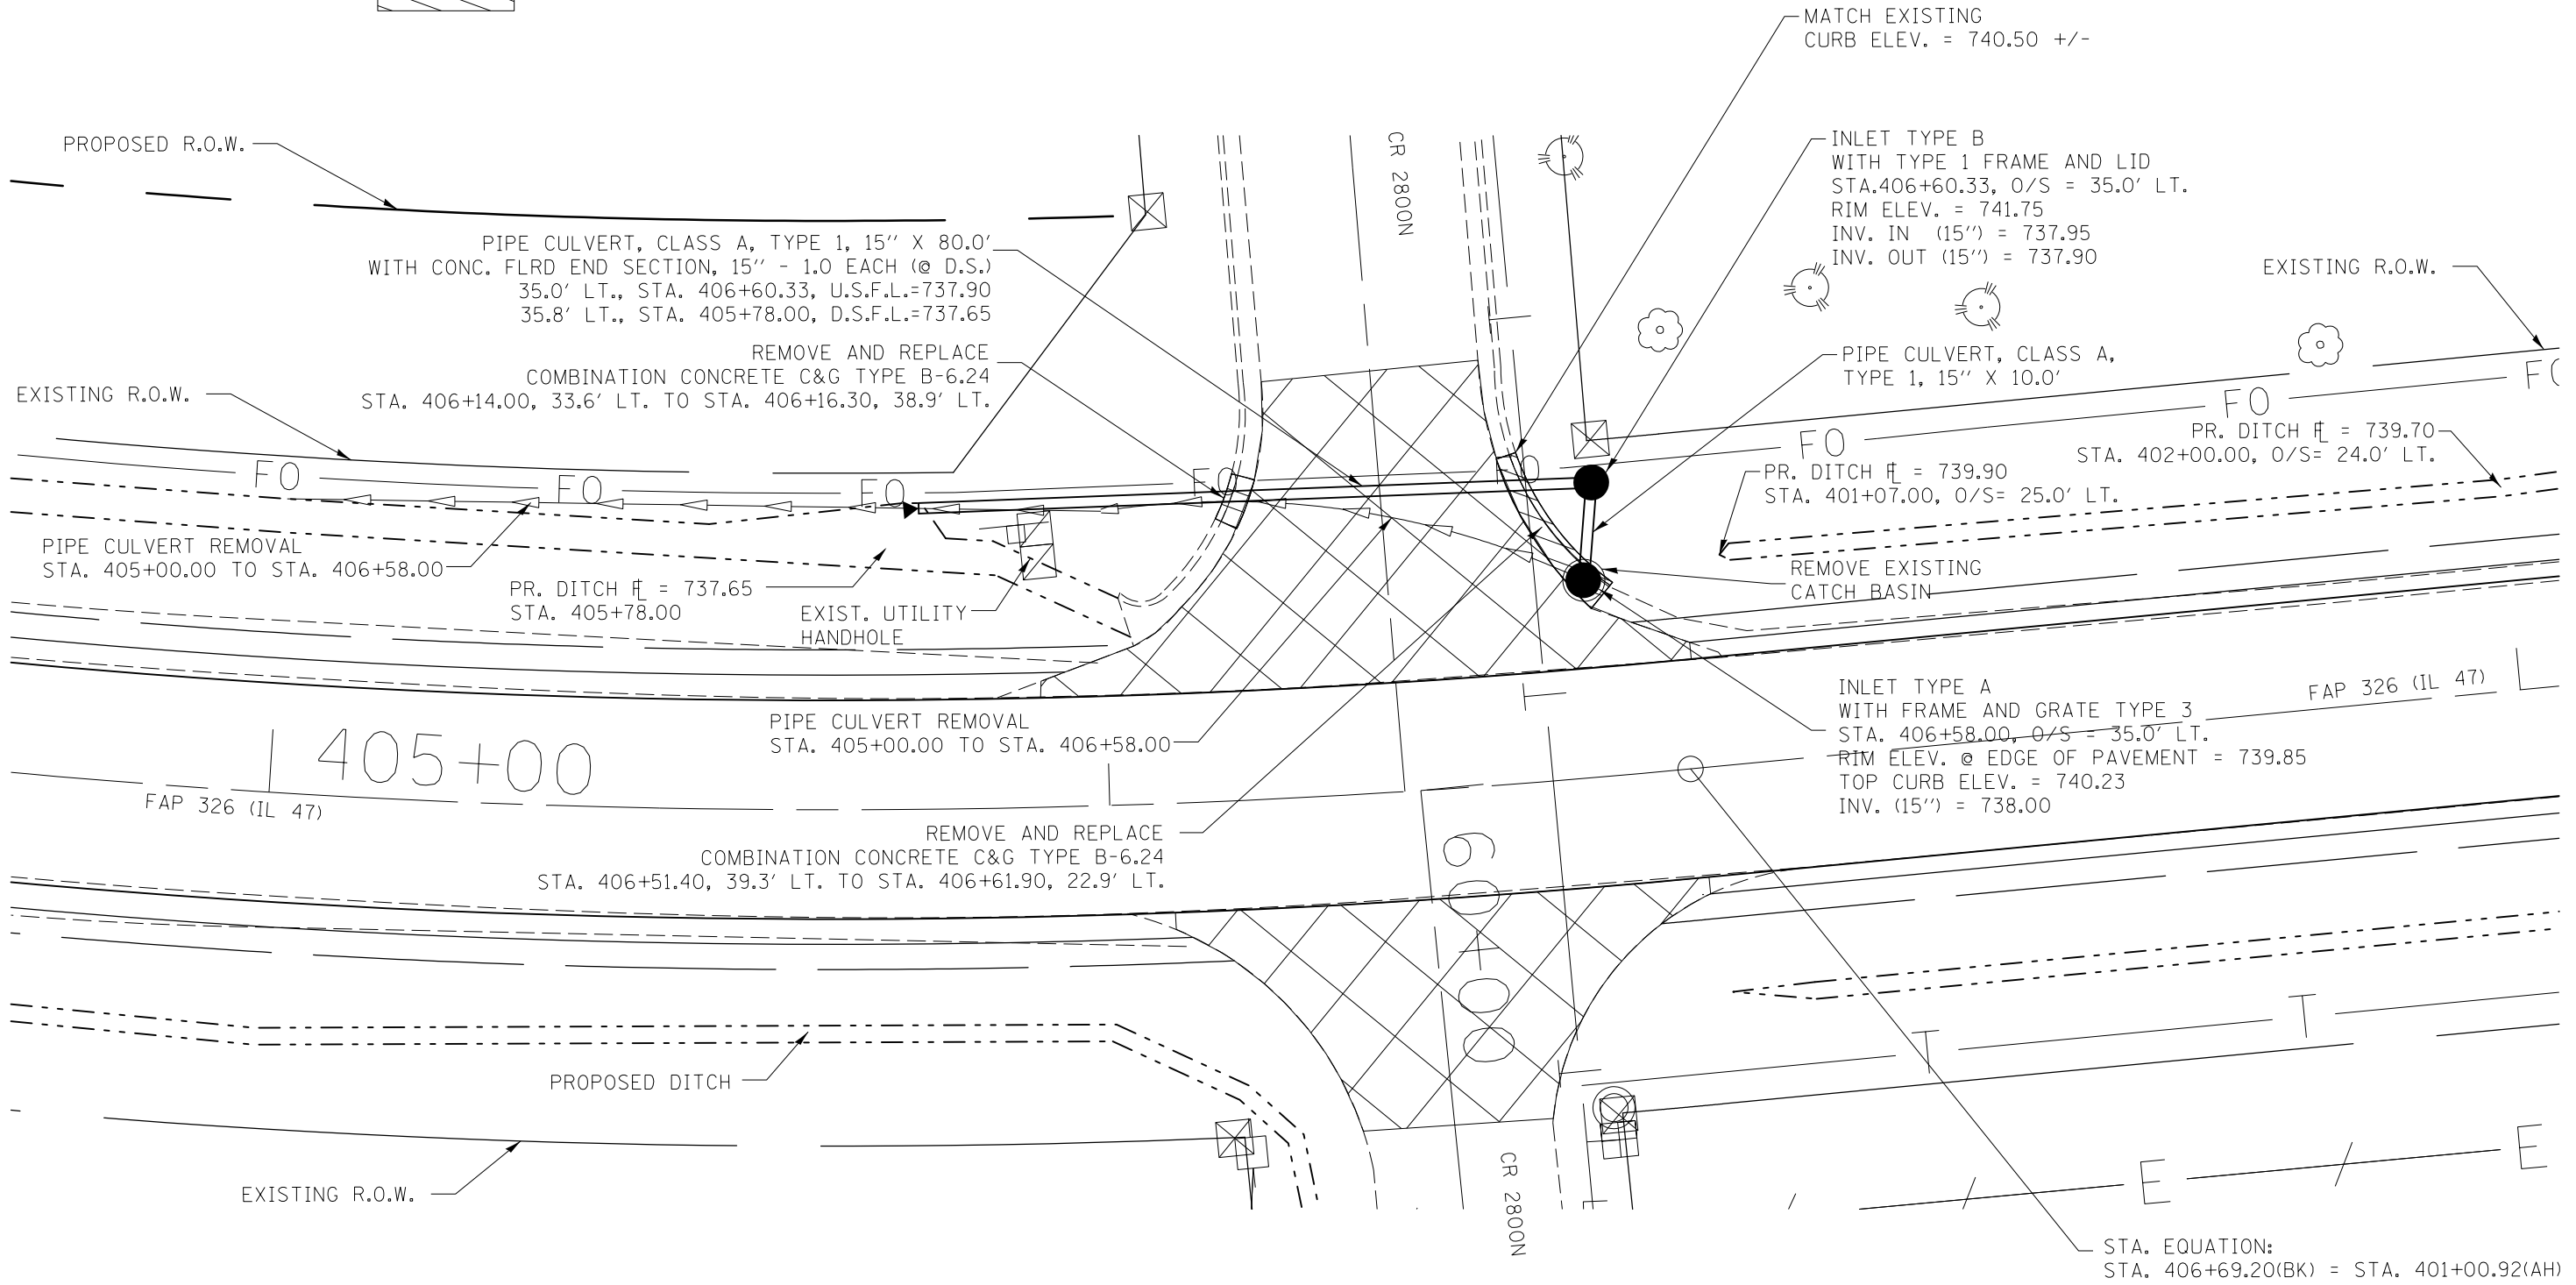 MATCH EXISTING
CURB ELEV. = 740.50 +/-
PROPOSED R.O.W.
CR 2800N
INLET TYPE B
WITH TYPE 1 FRAME AND LID
STA.406+60.33, O/S = 35.0' LT.
RIM ELEV. = 741.75
INV. IN (15'') = 737.95
INV. OUT (15'') = 737.90
PIPE CULVERT, CLASS A, TYPE 1, 15'' X 80.0'
WITH CONC. FLRD END SECTION, 15'' - 1.0 EACH (@ D.S.)
35.0' LT., STA. 406+60.33, U.S.F.L.=737.90
35.8' LT., STA. 405+78.00, D.S.F.L.=737.65
EXISTING R.O.W.
REMOVE AND REPLACE
COMBINATION CONCRETE C&G TYPE B-6.24
STA. 406+14.00, 33.6' LT. TO STA. 406+16.30, 38.9' LT.
PIPE CULVERT, CLASS A,
TYPE 1, 15'' X 10.0'
EXISTING R.O.W.
FO
FO
FO
PR. DITCH FL = 739.70
STA. 402+00.00, O/S= 24.0' LT.
PR. DITCH FL = 739.90
STA. 401+07.00, O/S= 25.0' LT.
FO
FO
FO
FO
FO
PIPE CULVERT REMOVAL
STA. 405+00.00 TO STA. 406+58.00
PR. DITCH FL = 737.65
STA. 405+78.00
EXIST. UTILITY
HANDHOLE
REMOVE EXISTING
CATCH BASIN
T
T
INLET TYPE A
WITH FRAME AND GRATE TYPE 3
STA. 406+58.00, O/S = 35.0' LT.
RIM ELEV. @ EDGE OF PAVEMENT = 739.85
TOP CURB ELEV. = 740.23
INV. (15'') = 738.00
FAP 326 (IL 47)
PIPE CULVERT REMOVAL
STA. 405+00.00 TO STA. 406+58.00
405+00
FAP 326 (IL 47)
REMOVE AND REPLACE
COMBINATION CONCRETE C&G TYPE B-6.24
STA. 406+51.40, 39.3' LT. TO STA. 406+61.90, 22.9' LT.
6+00
PROPOSED DITCH
T
T
T
EXISTING R.O.W.
CR 2800N
E
E
STA. EQUATION:
STA. 406+69.20(BK) = STA. 401+00.92(AH)